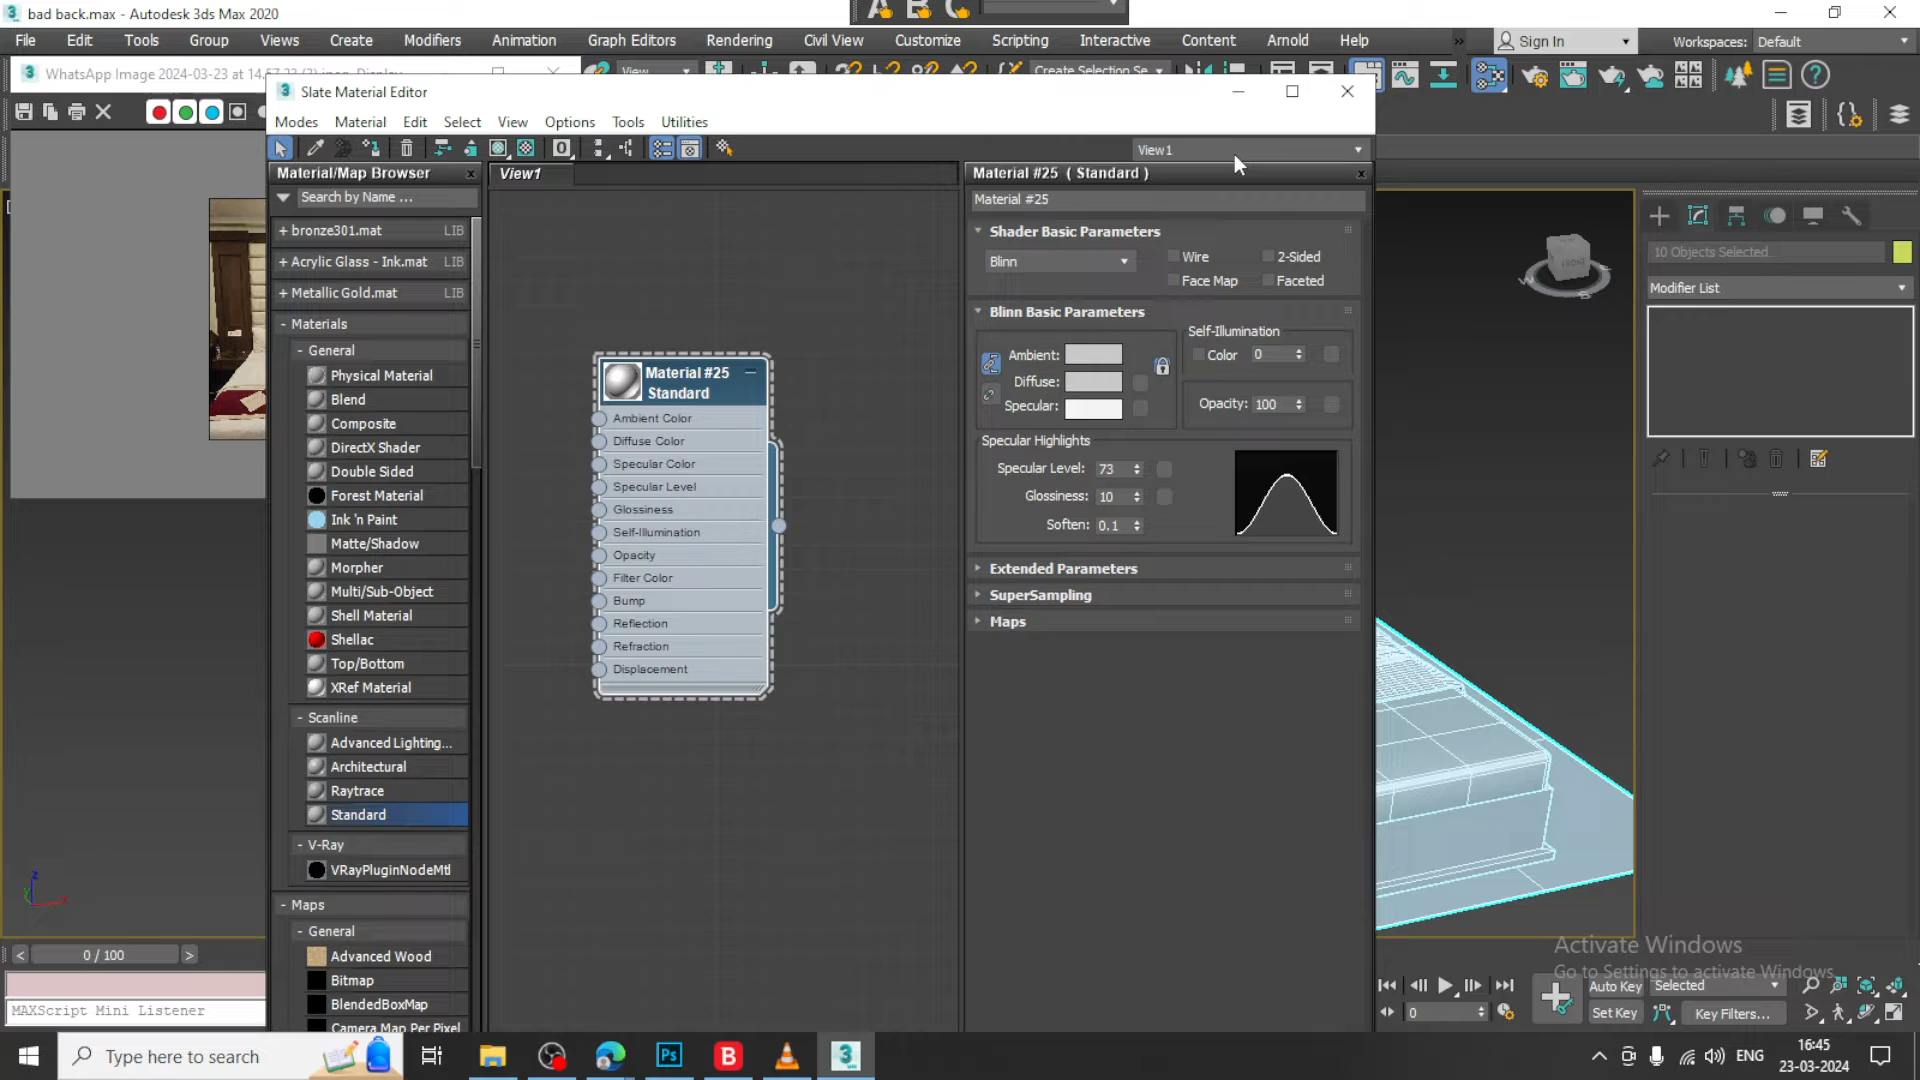 bad back.max - Autodesk 3ds Max 2020
File Edit Tools Group Views Create Modifiers Animation Graph Editors Rendering Civil View Customize Scripting Interactive Content Arnold Help
Sign In
Workspaces: Default
View
Create Selection Se
Slate Material Editor
Modes Material Edit Select View Options Tools Utilities
View1
Material/Map Browser
Search by Name ...
+ bronze301.mat LIB
+ Acrylic Glass - Ink.mat LIB
+ Metallic Gold.mat LIB
- Materials
- General
Physical Material
Blend
Composite
DirectX Shader
Double Sided
Forest Material
Ink 'n Paint
Matte/Shadow
Morpher
Multi/Sub-Object
Shell Material
Shellac
Top/Bottom
XRef Material
- Scanline
Advanced Lighting...
Architectural
Raytrace
Standard
- V-Ray
VRayPluginNodeMtl
- Maps
- General
Advanced Wood
Bitmap
BlendedBoxMap
Camera Map Per Pixel
View1
Material #25
Standard
Ambient Color
Diffuse Color
Specular Color
Specular Level
Glossiness
Self-Illumination
Opacity
Filter Color
Bump
Reflection
Refraction
Displacement
Material #25 ( Standard )
Material #25
Shader Basic Parameters
Blinn
Wire 2-Sided
Face Map Faceted
Blinn Basic Parameters
Self-Illumination
Ambient:
Color 0
Diffuse:
Specular:
Opacity: 100
Specular Highlights
Specular Level: 73
Glossiness: 10
Soften: 0.1
Extended Parameters
SuperSampling
Maps
10 Objects Selected
Modifier List
Activate Windows
Go to Settings to activate Windows.
0 / 100
MAXScript Mini Listener
0
Auto Key Selected
Set Key Key Filters...
Type here to search
ENG
16:45
23-03-2024